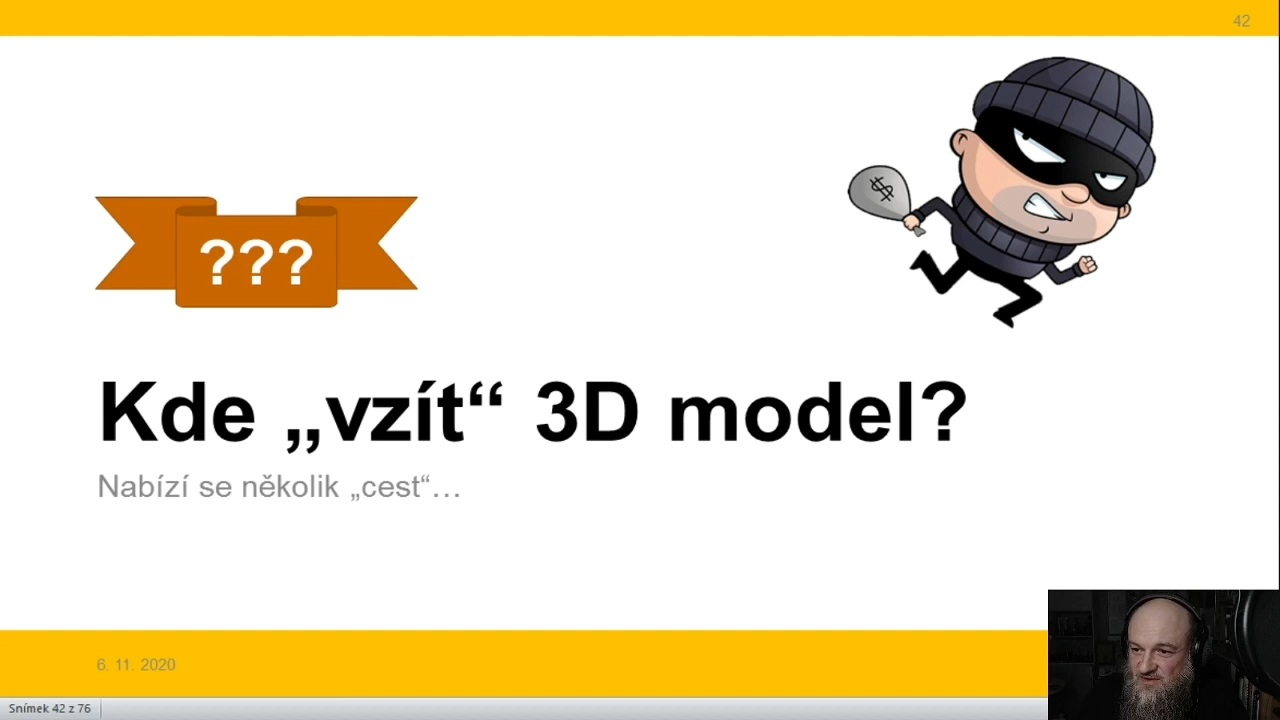 42
???
Kde „vzít“ 3D model?
Nabízí se několik „cest“…
6. 11. 2020
Snímek 42 z 76